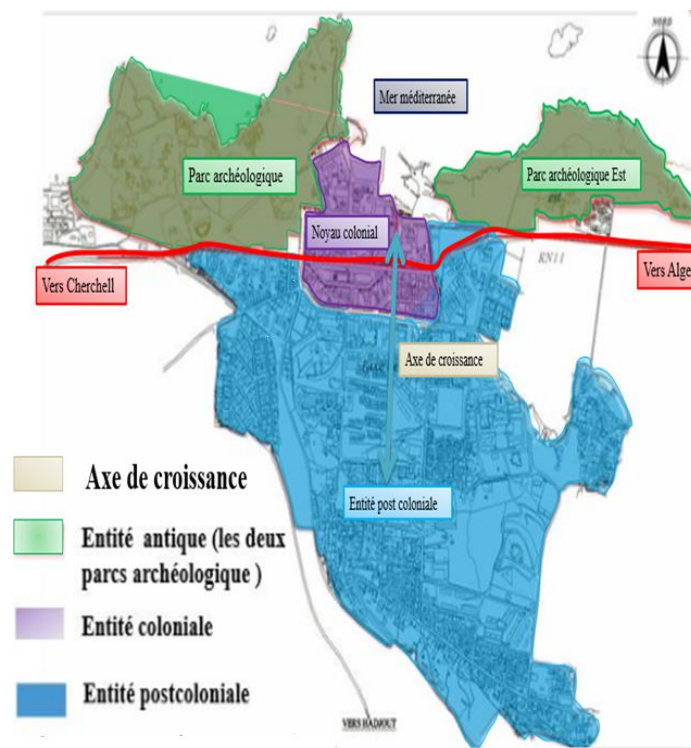 NORD
Mer méditerranée
Parc archéologique
Parc archéologique Est
Noyau colonial
RN11
Vers Cherchell
Vers Alge
Axe de croissance
Entité post coloniale
Axe de croissance
Entité antique (les deux
parcs archéologique )
Entité coloniale
Entité postcoloniale
VERS HADJOUT